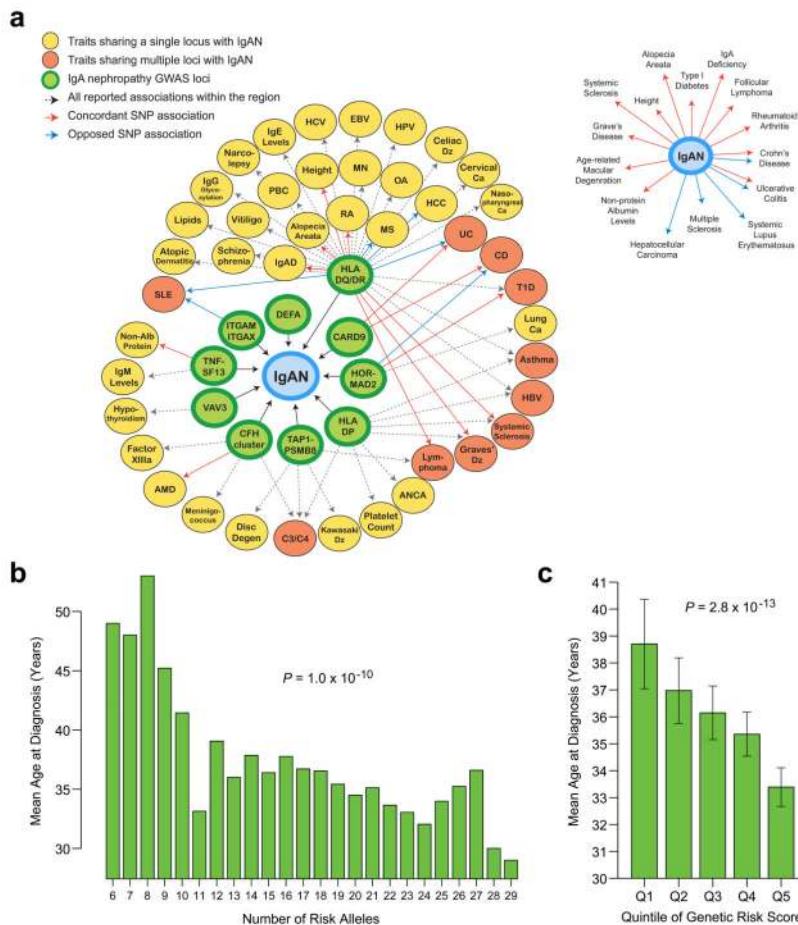 a
Traits sharing a single locus with IgAN
Traits sharing multiple loci with IgAN
IgA nephropathy GWAS loci
All reported associations within the region
Concordant SNP association
Opposed SNP association
HCV
EBV
HPV
IgE
Levels
Celiac
Dz
Narco-
lepsy
Height
MN
OA
Cervical
Ca
IgG
Glyco-
sylation
PBC
Naso-
pharyngeal
Ca
Lipids
Vitiligo
Alopecia
Areata
RA
MS
HCC
Atopic
Dermatitis
Schizo-
phrenia
IgAD
HLA
DQ/DR
UC
CD
SLE
T1D
DEFA
ITGAM
ITGAX
CARD9
Lung
Ca
Non-Alb
Protein
TNF-
SF13
IgAN
HOR-
MAD2
Asthma
IgM
Levels
VAV3
HLA
DP
HBV
Hypo-
thyroidism
CFH
cluster
TAP1-
PSMB8
Systemic
Sclerosis
Factor
XIIIa
Lym-
phoma
Graves'
Dz
AMD
ANCA
Meninigo-
coccus
Disc
Degen
C3/C4
Kawasaki
Dz
Platelet
Count
Alopecia
Areata
IgA
Deficiency
Systemic
Sclerosis
Type I
Diabetes
Follicular
Lymphoma
Height
Grave's
Disease
Rheumatoid
Arthritis
IgAN
Age-related
Macular
Degenration
Crohn's
Disease
Non-protein
Albumin
Levels
Ulcerative
Colitis
Multiple
Sclerosis
Systemic
Lupus
Erythematosus
Hepatocellular
Carcinoma
b
Mean Age at Diagnosis (Years)
50
45
40
35
30
P = 1.0 x 10⁻¹⁰
6 7 8 9 10 11 12 13 14 15 16 17 18 19 20 21 22 23 24 25 26 27 28 29
Number of Risk Alleles
c
Mean Age at Diagnosis (Years)
41
40
39
38
37
36
35
34
33
32
31
30
P = 2.8 x 10⁻¹³
Q1 Q2 Q3 Q4 Q5
Quintile of Genetic Risk Score